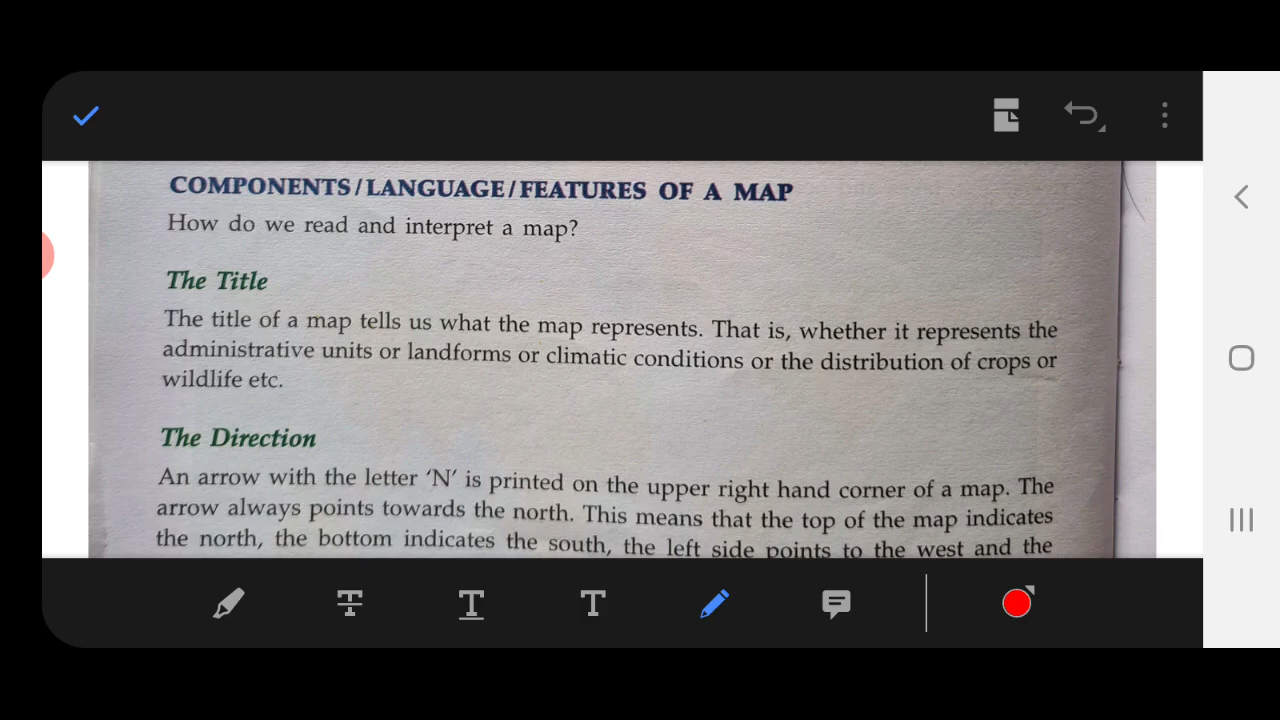 COMPONENTS/LANGUAGE/FEATURES OF A MAP
How do we read and interpret a map?
The Title
The title of a map tells us what the map represents. That is, whether it represents the
administrative units or landforms or climatic conditions or the distribution of crops or
wildlife etc.
The Direction
An arrow with the letter ‘N’ is printed on the upper right hand corner of a map. The
arrow always points towards the north. This means that the top of the map indicates
the north, the bottom indicates the south, the left side points to the west and the